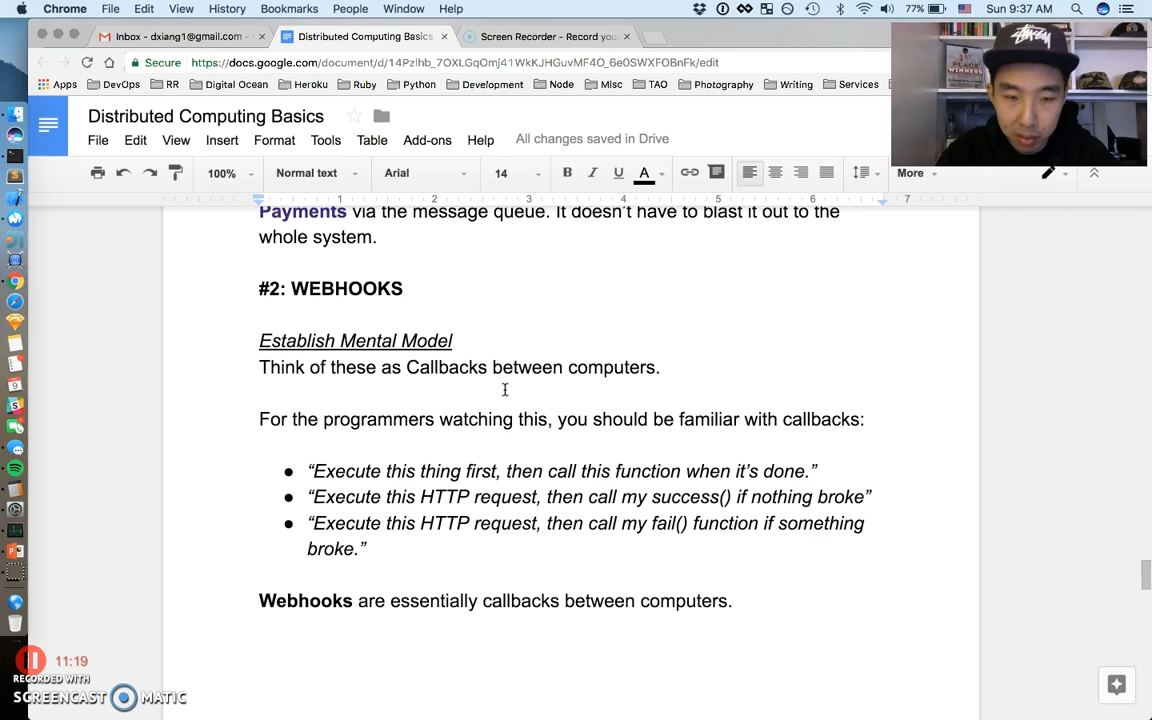 Chrome File Edit View History Bookmarks People Window Help 77% Sun 9:37 AM
Inbox - dxiang1@gmail.com - Distributed Computing Basics Screen Recorder - Record your
Secure https://docs.google.com/document/d/14Pzlhb_7OXLGqOmj41WkKJHGuvMF4O_6e0SWXFOBnFk/edit
Apps DevOps RR Digital Ocean Heroku Ruby Python Development Node Misc TAO Photography Writing Services
Distributed Computing Basics
File Edit View Insert Format Tools Table Add-ons Help All changes saved in Drive
100% Normal text Arial 14 B I U A More
1 2 3 4 5 6 7
Payments via the message queue. It doesn't have to blast it out to the
whole system.
#2: WEBHOOKS
Establish Mental Model
Think of these as Callbacks between computers.
For the programmers watching this, you should be familiar with callbacks:
● “Execute this thing first, then call this function when it’s done.”
● “Execute this HTTP request, then call my success() if nothing broke”
● “Execute this HTTP request, then call my fail() function if something
broke.”
Webhooks are essentially callbacks between computers.
11:19
RECORDED WITH
SCREENCAST MATIC